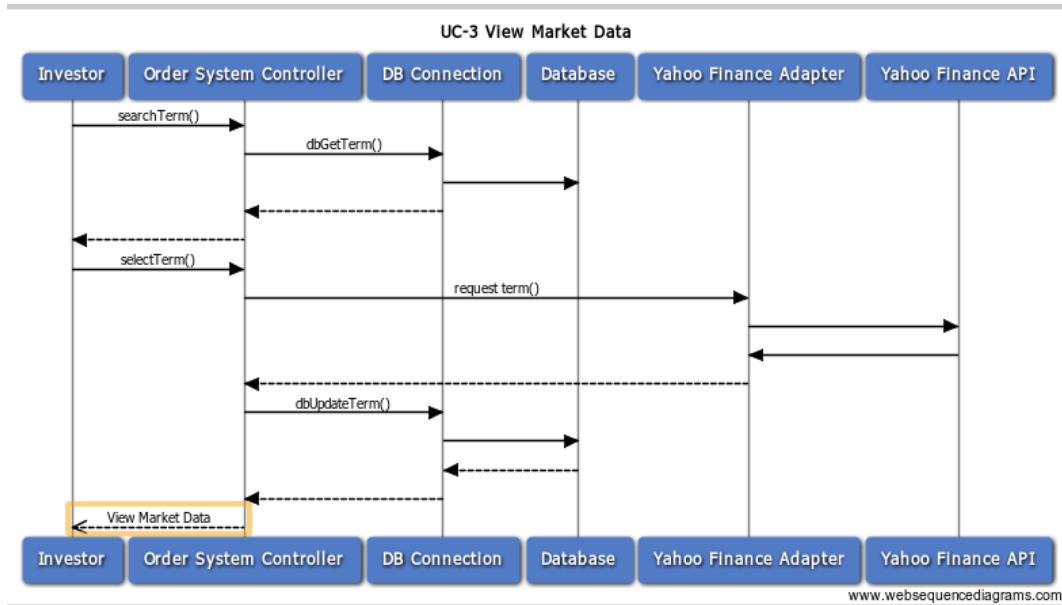 UC-3 View Market Data
Investor Order System Controller DB Connection Database Yahoo Finance Adapter Yahoo Finance API
searchTerm()
dbGetTerm()
selectTerm()
request term()
dbUpdateTerm()
View Market Data
Investor Order System Controller DB Connection Database Yahoo Finance Adapter Yahoo Finance API
www.websequencediagrams.com